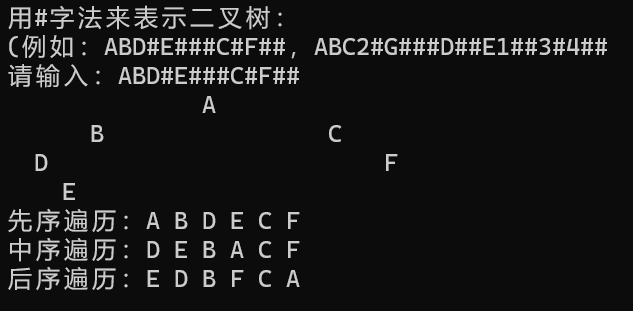 用#字法来表示二叉树：
(例如：ABD#E###C#F##，ABC2#G###D##E1##3#4##
请输入：ABD#E###C#F##
A
B C
D F
E
先序遍历：A B D E C F
中序遍历：D E B A C F
后序遍历：E D B F C A